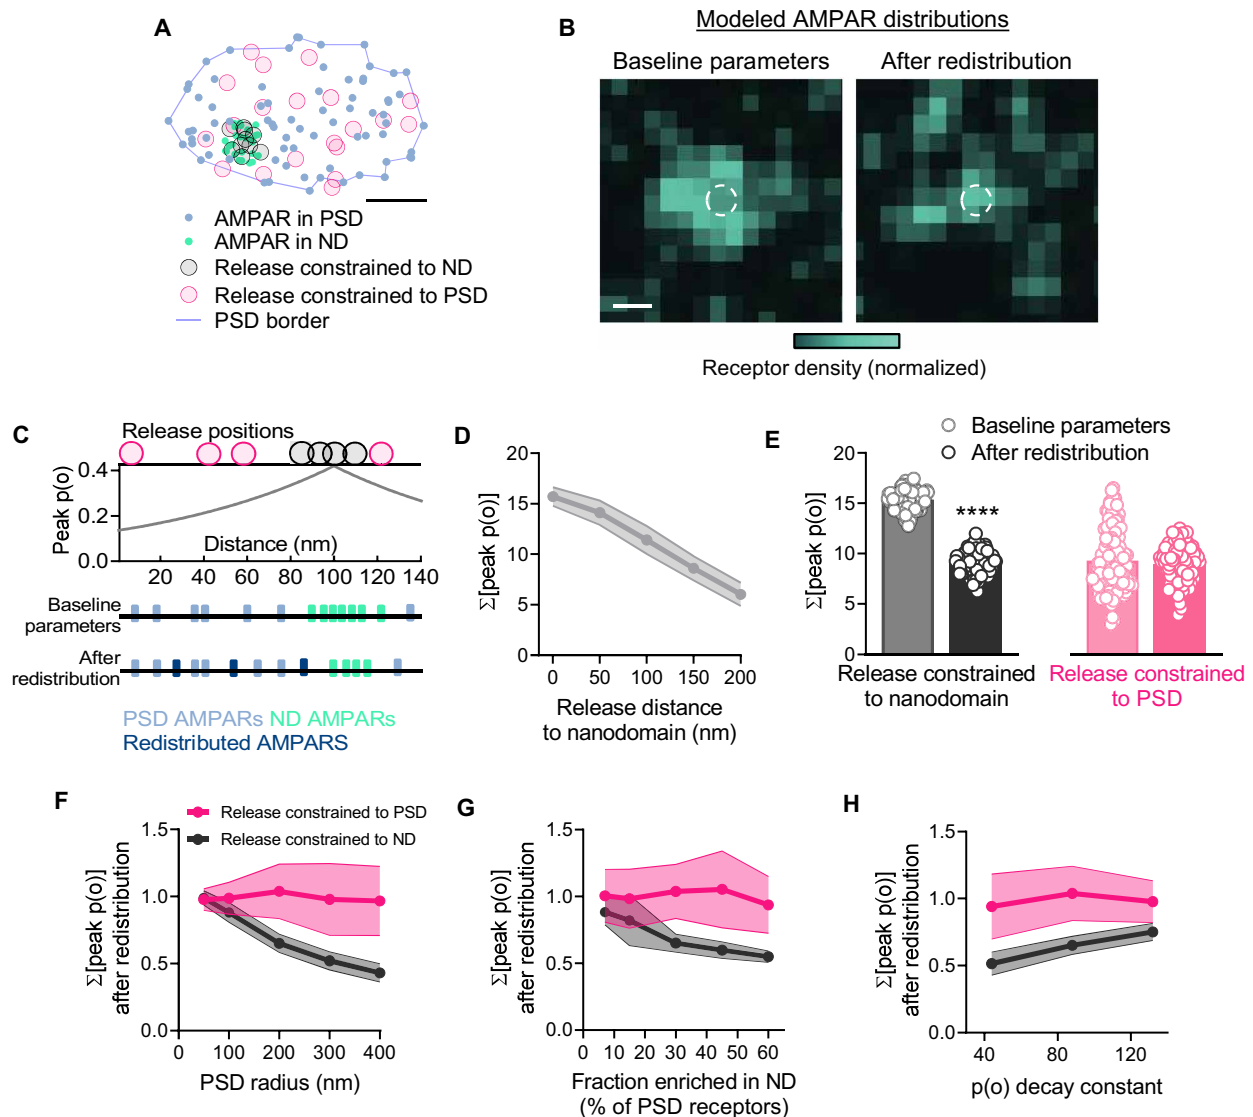 A
AMPAR in PSD
AMPAR in ND
Release constrained to ND
Release constrained to PSD
PSD border
B
Modeled AMPAR distributions
Baseline parameters
After redistribution
Receptor density (normalized)
C
Release positions
Peak p(o)
0.4
0.2
0.0
Distance (nm)
20 40 60 80 100 120 140
Baseline
parameters
After
redistribution
PSD AMPARs ND AMPARs
Redistributed AMPARS
D
Σ[peak p(o)]
20
15
10
5
0
0 50 100 150 200
Release distance
to nanodomain (nm)
E
Baseline parameters
After redistribution
Σ[peak p(o)]
20
15
10
5
0
****
Release constrained
to nanodomain
Release constrained
to PSD
F
Release constrained to PSD
Release constrained to ND
Σ[peak p(o)]
after redistribution
1.5
1.0
0.5
0.0
0 100 200 300 400
PSD radius (nm)
G
Σ[peak p(o)]
after redistribution
1.5
1.0
0.5
0.0
0 10 20 30 40 50 60
Fraction enriched in ND
(% of PSD receptors)
H
Σ[peak p(o)]
after redistribution
1.5
1.0
0.5
0.0
40 80 120
p(o) decay constant